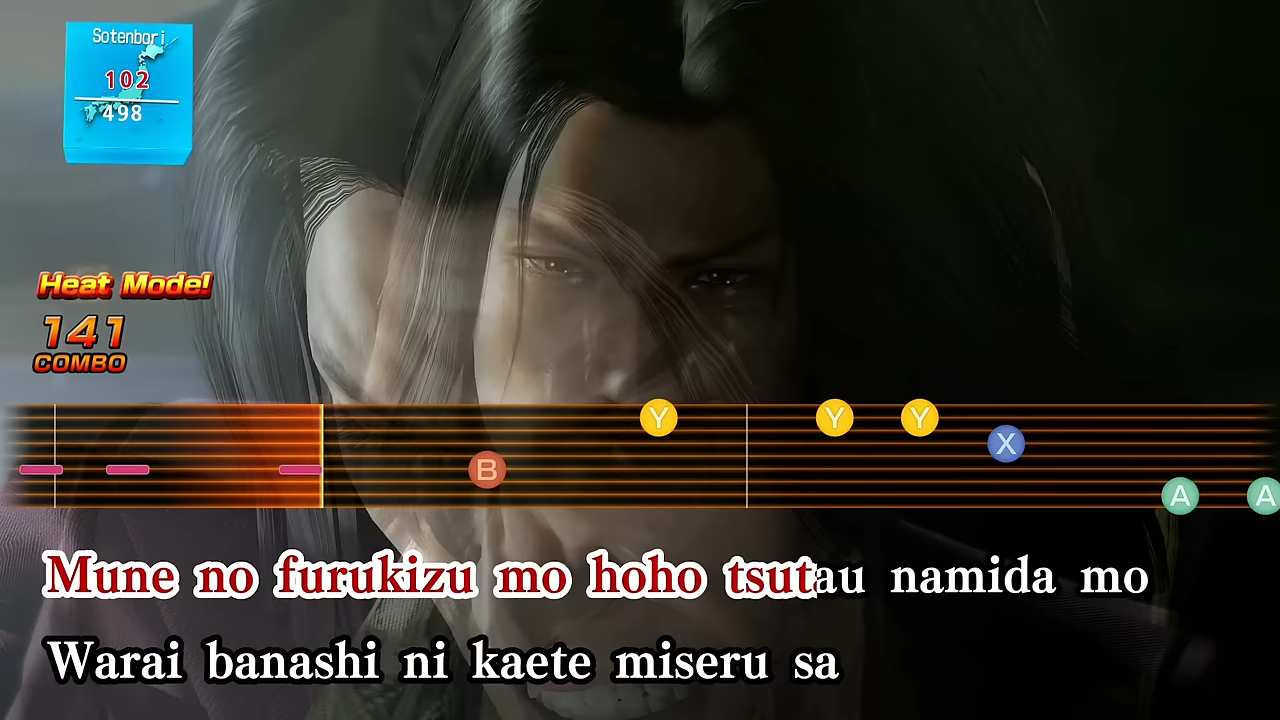 Sotenbori
102
498
Heat Mode!
141
COMBO
Y Y Y
X
B
A A
Mune no furukizu mo hoho tsutau namida mo
Warai banashi ni kaete miseru sa